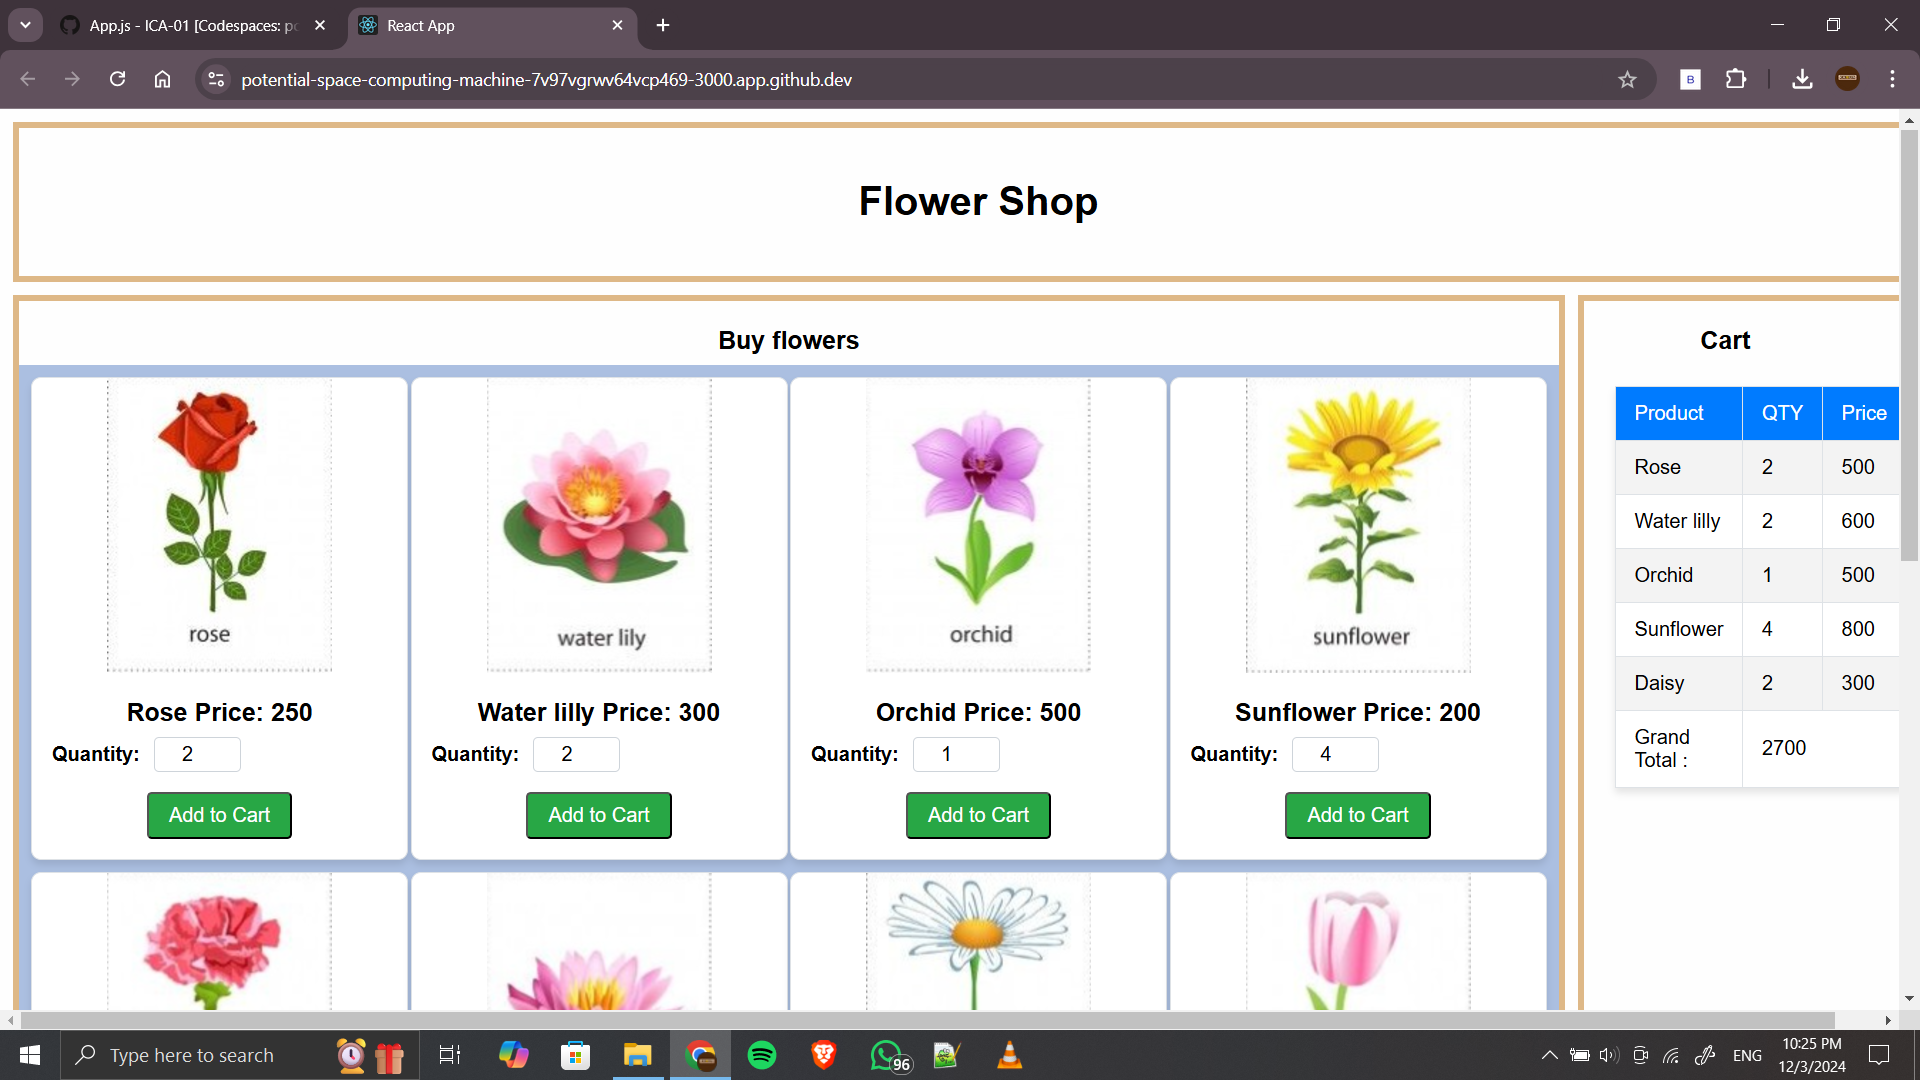 App.js - ICA-01 [Codespaces: po
React App
potential-space-computing-machine-7v97vgrwv64vcp469-3000.app.github.dev
B
Flower Shop
Buy flowers
Cart
rose
water lily
orchid
sunflower
Rose Price: 250
Water lilly Price: 300
Orchid Price: 500
Sunflower Price: 200
Quantity: 2
Quantity: 2
Quantity: 1
Quantity: 4
Add to Cart
Add to Cart
Add to Cart
Add to Cart
Product QTY Price
Rose 2 500
Water lilly 2 600
Orchid 1 500
Sunflower 4 800
Daisy 2 300
Grand
Total :
2700
Type here to search
96
ENG
10:25 PM
12/3/2024